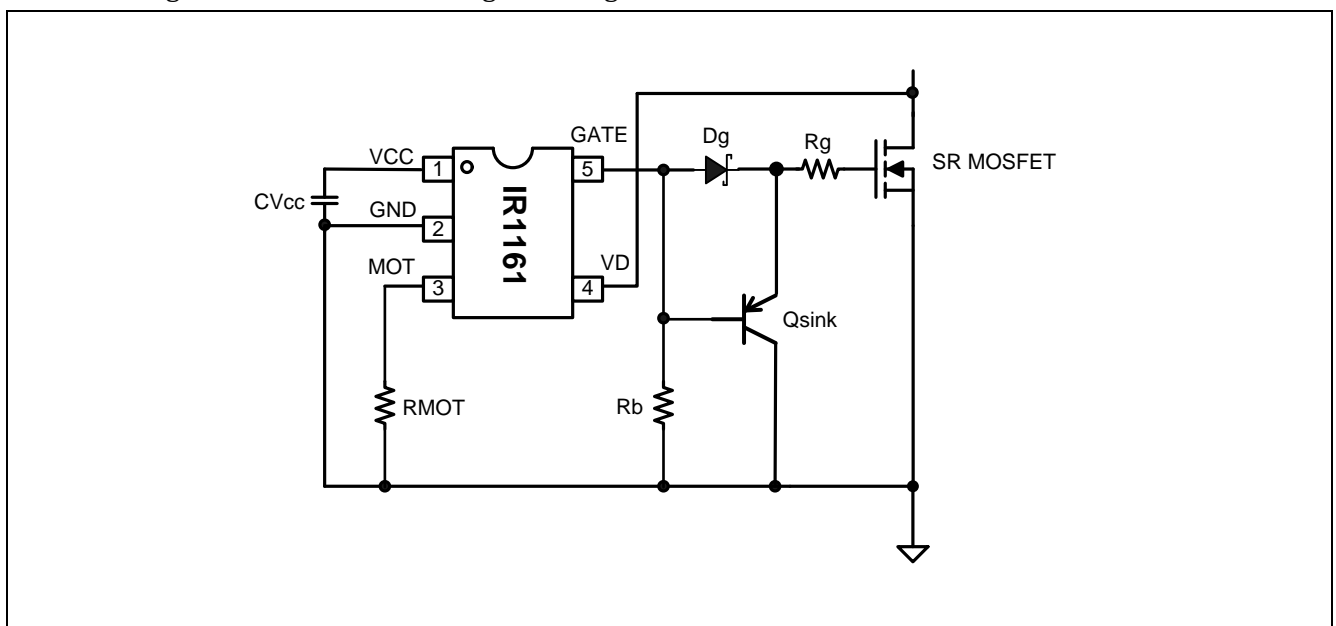 GATE
Dg
Rg
VCC
1
5
SR MOSFET
CVcc
GND
2
IR1161
MOT
VD
3
4
Qsink
RMOT
Rb